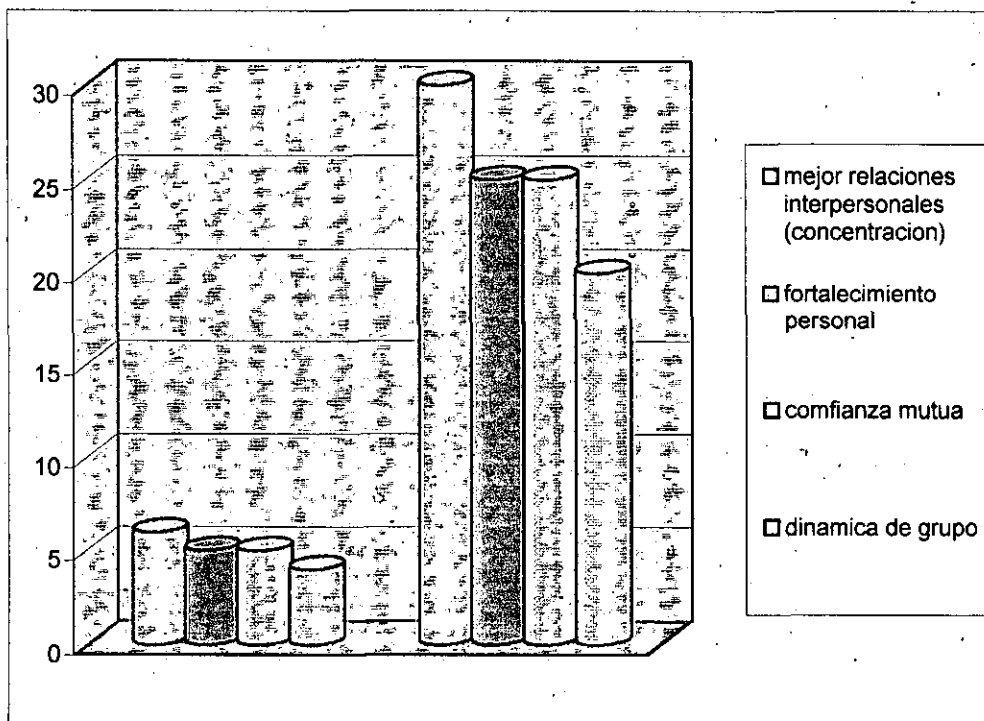 30
25
20
15
10
5
0
mejor relaciones
interpersonales
(concentracion)
fortalecimiento
personal
comfianza mutua
dinamica de grupo